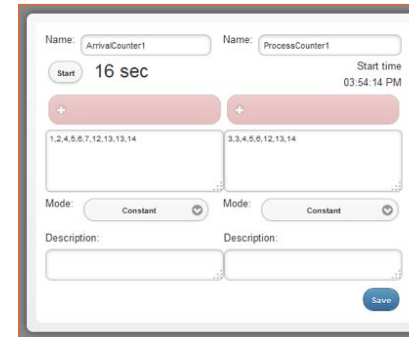 Name: ArrivalCounter1 Name: ProcessCounter1
Start 16 sec Start time
03:54:14 PM
1,2,4,5,6,7,12,13,13,14 3,3,4,5,6,12,13,14
Mode: Constant Mode: Constant
Description: Description:
Save